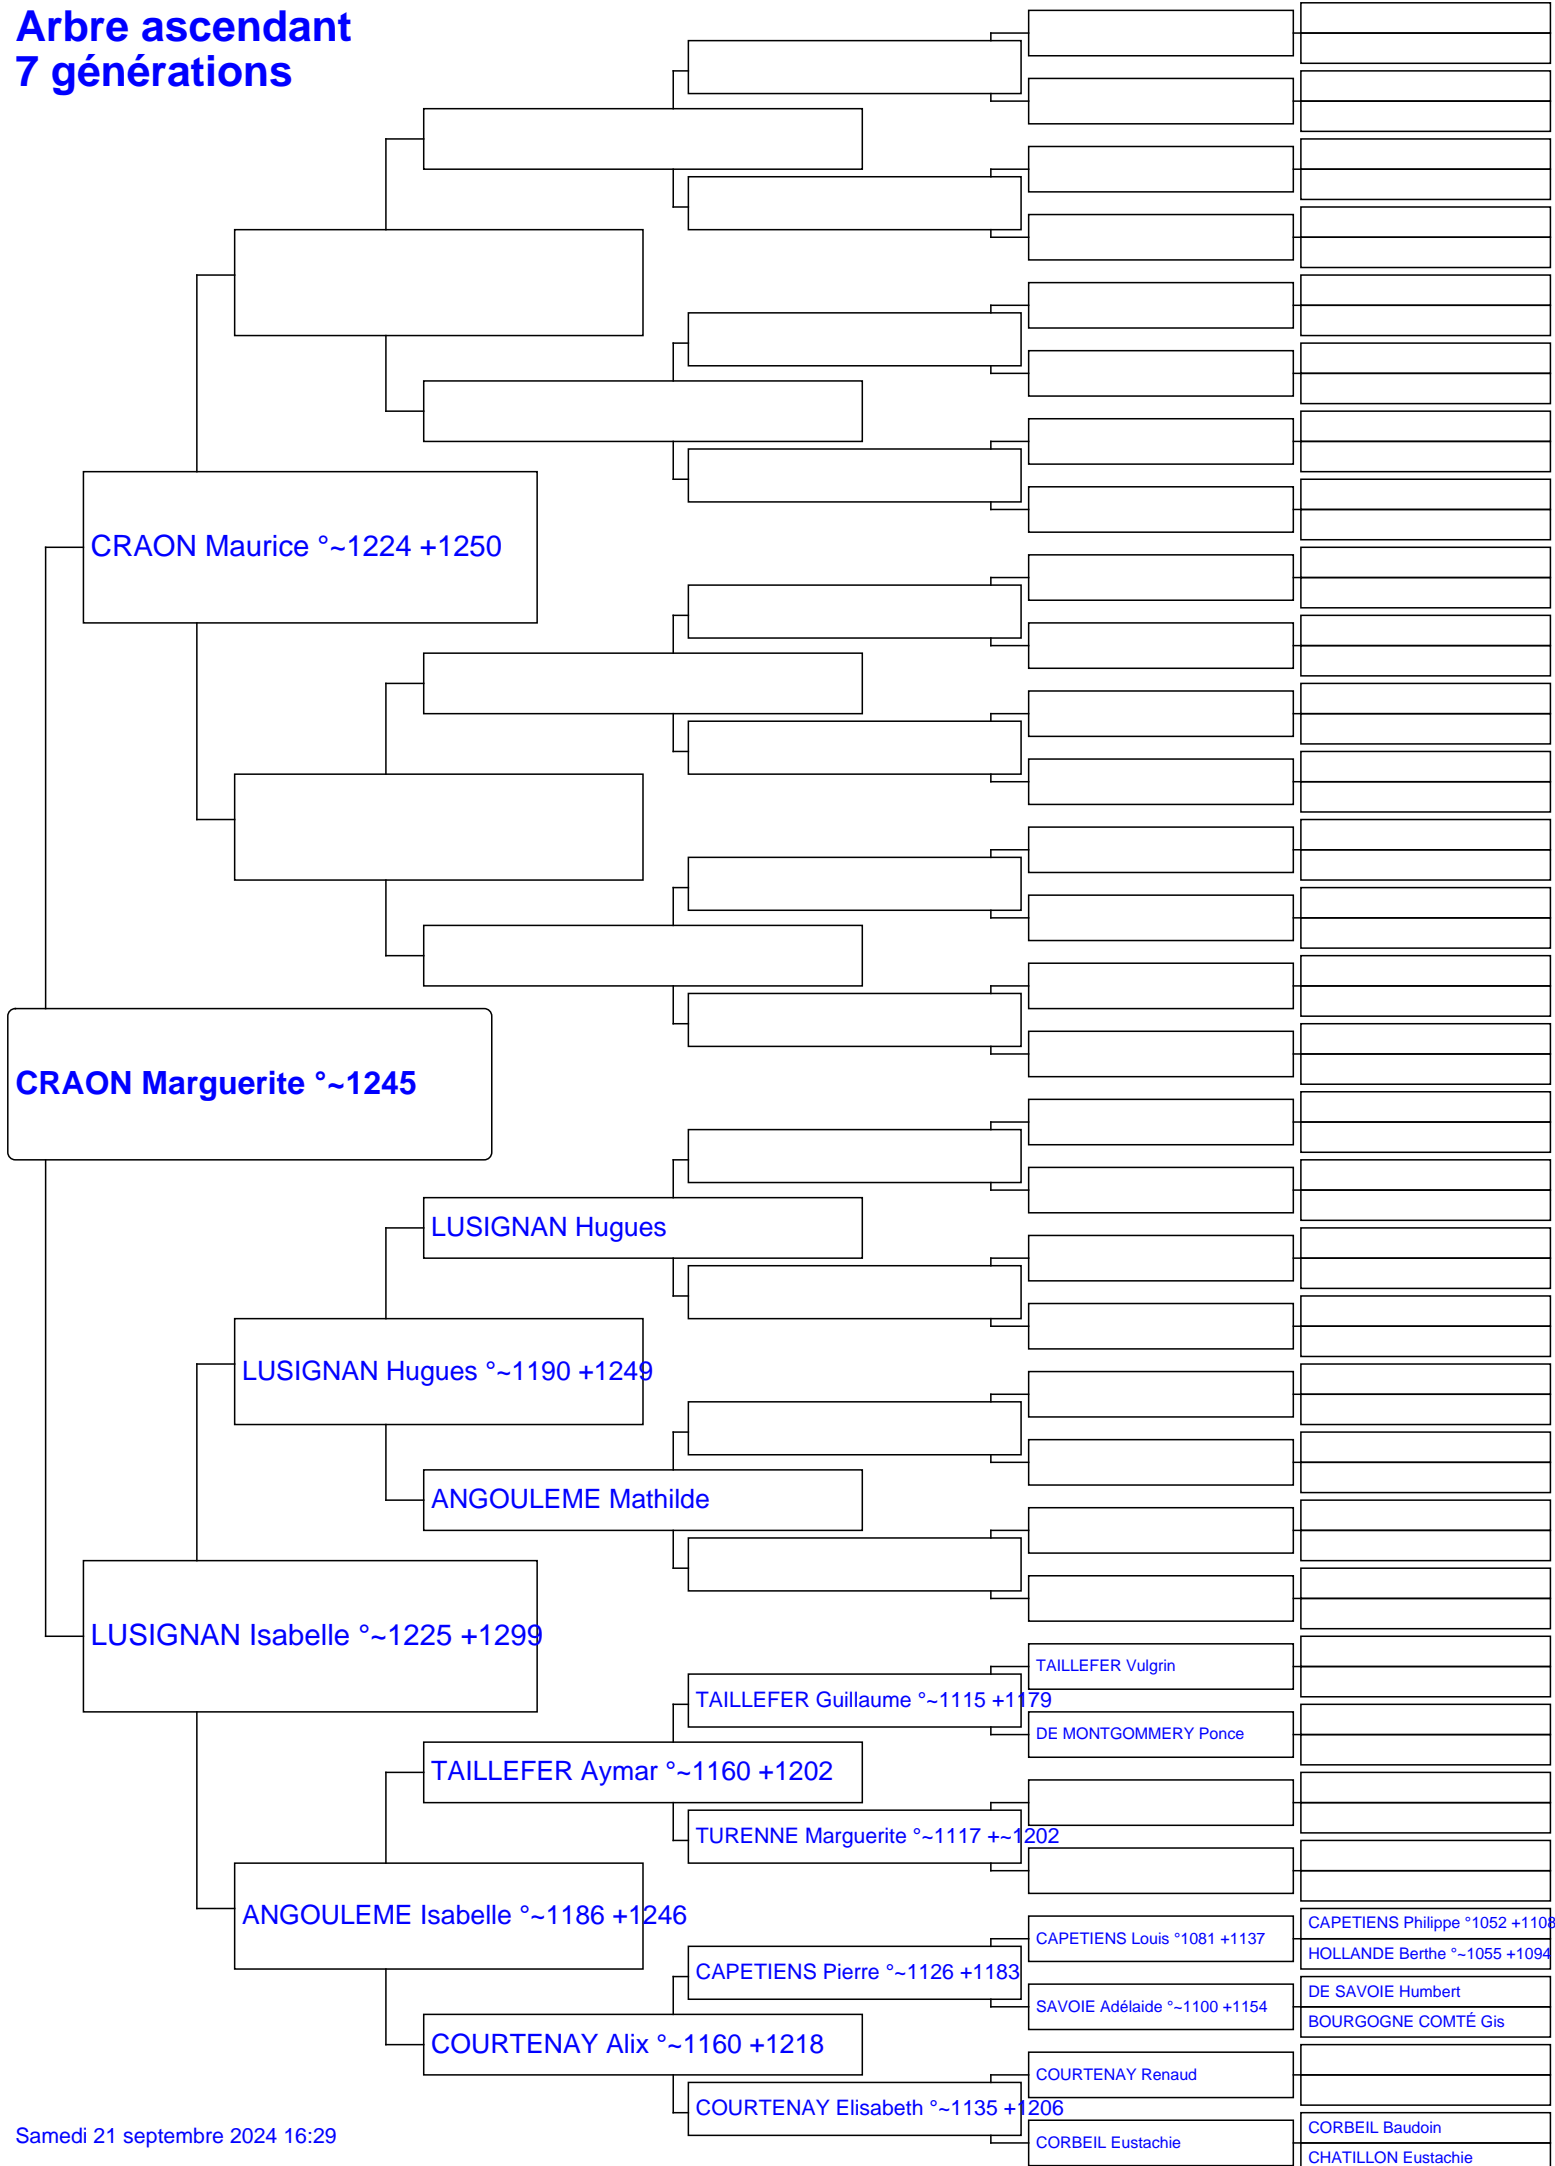 Arbre ascendant
7 générations
CRAON Maurice °~1224 +1250
CRAON Marguerite °~1245
LUSIGNAN Hugues
LUSIGNAN Hugues °~1190 +1249
ANGOULEME Mathilde
LUSIGNAN Isabelle °~1225 +1299
TAILLEFER Vulgrin
TAILLEFER Guillaume °~1115 +1179
DE MONTGOMMERY Ponce
TAILLEFER Aymar °~1160 +1202
TURENNE Marguerite °~1117 +~1202
ANGOULEME Isabelle °~1186 +1246
CAPETIENS Philippe °1052 +1108
CAPETIENS Louis °1081 +1137
HOLLANDE Berthe °~1055 +1094
CAPETIENS Pierre °~1126 +1183
DE SAVOIE Humbert
SAVOIE Adélaide °~1100 +1154
BOURGOGNE COMTÉ Gis
COURTENAY Alix °~1160 +1218
COURTENAY Renaud
COURTENAY Elisabeth °~1135 +1206
CORBEIL Baudoin
CORBEIL Eustachie
CHATILLON Eustachie
Samedi 21 septembre 2024 16:29